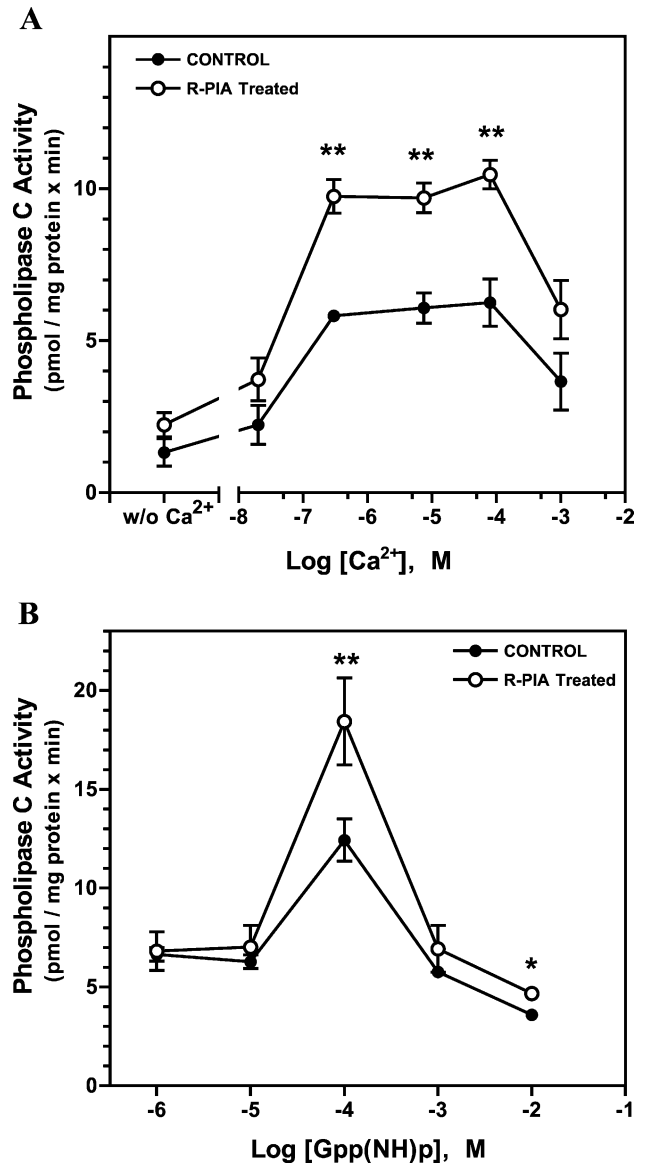 A
CONTROL
R-PIA Treated
** ** **
Phospholipase C Activity
(pmol / mg protein x min)
10
5
0
w/o Ca2+ -8 -7 -6 -5 -4 -3 -2
Log [Ca2+], M
B
CONTROL
R-PIA Treated
**
*
Phospholipase C Activity
(pmol / mg protein x min)
20
15
10
5
0
-6 -5 -4 -3 -2 -1
Log [Gpp(NH)p], M